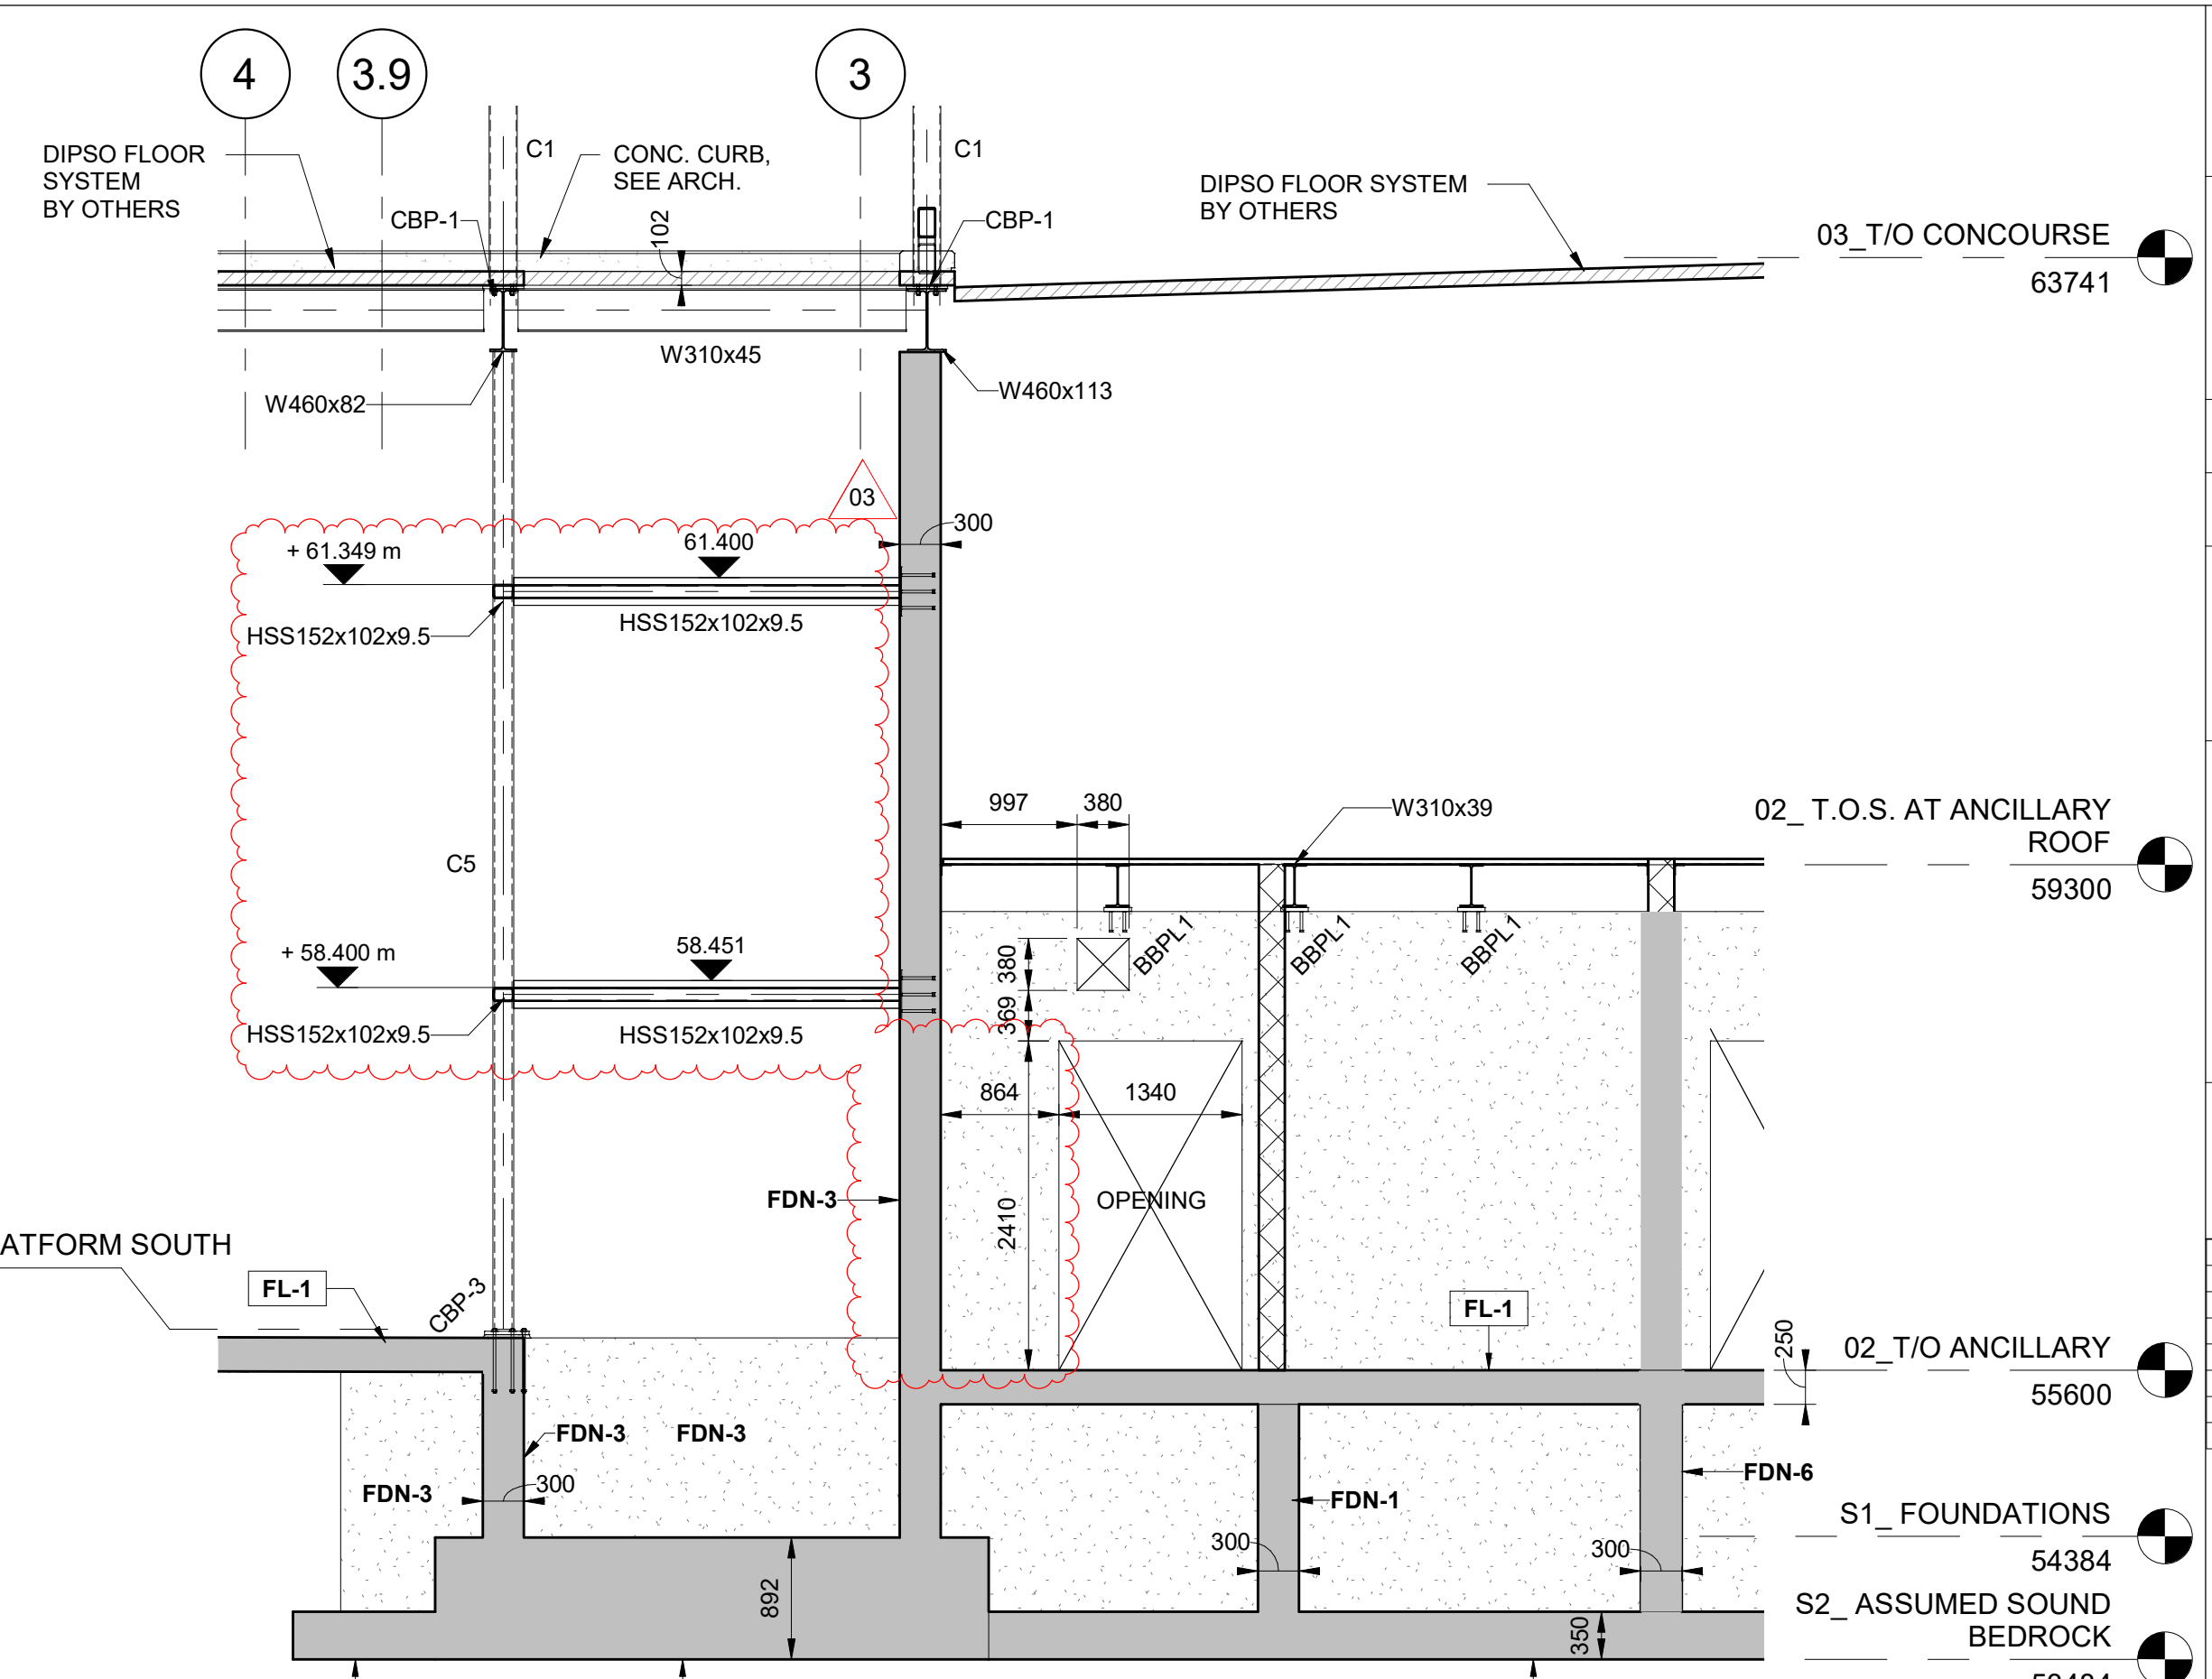 4
3.9
3
DIPSO FLOOR
SYSTEM
BY OTHERS
C1
CONC. CURB,
SEE ARCH.
C1
CBP-1
102
CBP-1
DIPSO FLOOR SYSTEM
BY OTHERS
03_T/O CONCOURSE
63741
W310x45
W460x82
W460x113
03
300
+ 61.349 m
61.400
HSS152x102x9.5
HSS152x102x9.5
997
380
W310x39
02_ T.O.S. AT ANCILLARY
ROOF
59300
C5
BBPL1
BBPL1
BBPL1
+ 58.400 m
58.451
380
369
HSS152x102x9.5
HSS152x102x9.5
864
1340
FDN-3
2410
OPENING
ATFORM SOUTH
FL-1
CBP-3
FL-1
250
02_T/O ANCILLARY
55600
FDN-3
FDN-3
FDN-3
300
FDN-1
FDN-6
S1_ FOUNDATIONS
54384
300
300
892
350
S2_ ASSUMED SOUND
BEDROCK